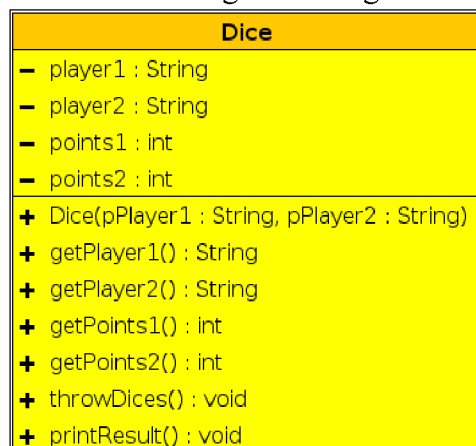 Dice
- player1 : String
- player2 : String
- points1 : int
- points2 : int
+ Dice(pPlayer1 : String, pPlayer2 : String)
+ getPlayer1() : String
+ getPlayer2() : String
+ getPoints1() : int
+ getPoints2() : int
+ throwDices() : void
+ printResult() : void